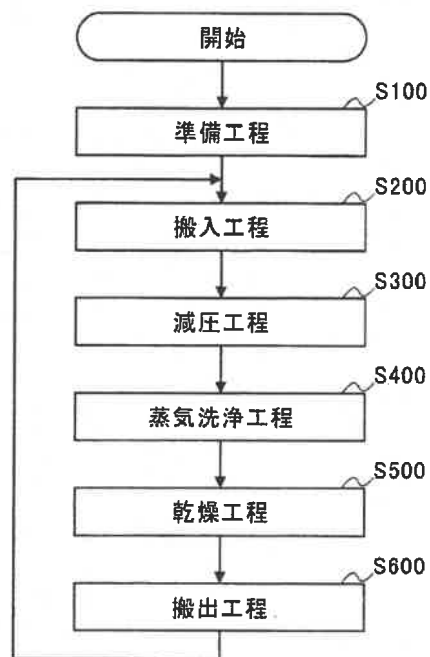 開始
S100
準備工程
S200
搬入工程
S300
減圧工程
S400
蒸気洗浄工程
S500
乾燥工程
S600
搬出工程